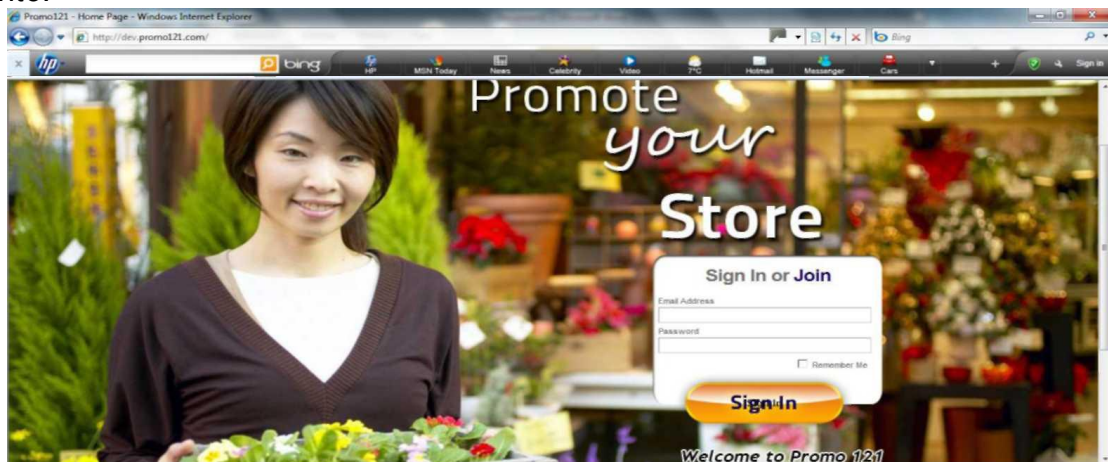 Promo121 - Home Page - Windows Internet Explorer
http://dev.promo121.com/
Bing
hp
bing
HP
MSN Today
News
Celebrity
Video
7°C
Hotmail
Messenger
Cars
Sign in
Promote
your
Store
Sign In or Join
Email Address
Password
Remember Me
Sign In
Welcome to Promo 121